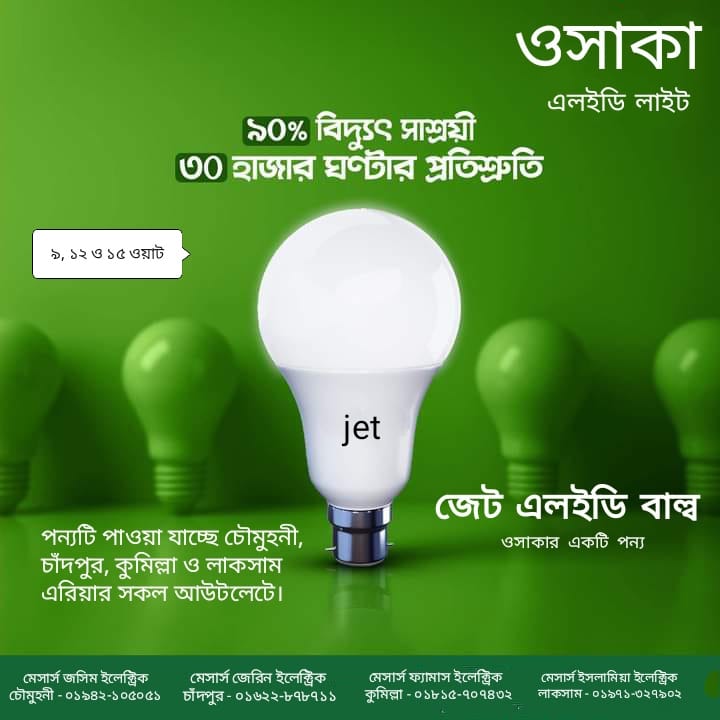 ওসাকা
এলইডি লাইট
৯০% বিদ্যুৎ সাশ্রয়ী
৩০ হাজার ঘণ্টার প্রতিশ্রুতি
৯, ১২ ও ১৫ ওয়াট
jet
জেট এলইডি বাল্ব
ওসাকার একটি পন্য
পন্যটি পাওয়া যাচ্ছে চৌমুহনী,
চাঁদপুর, কুমিল্লা ও লাকসাম
এরিয়ার সকল আউটলেটে।
মেসার্স জসিম ইলেক্ট্রিক
চৌমুহনী - ০১৯৪২-১০৫০৫১
মেসার্স জেরিন ইলেক্ট্রিক
চাঁদপুর - ০১৬২২-৮৭৮৭১১
মেসার্স ফ্যামাস ইলেক্ট্রিক
কুমিল্লা - ০১৮১৫-৭০৭৪৩২
মেসার্স ইসলামিয়া ইলেক্ট্রিক
লাকসাম - ০১৯৭১-৩২৭৯০২